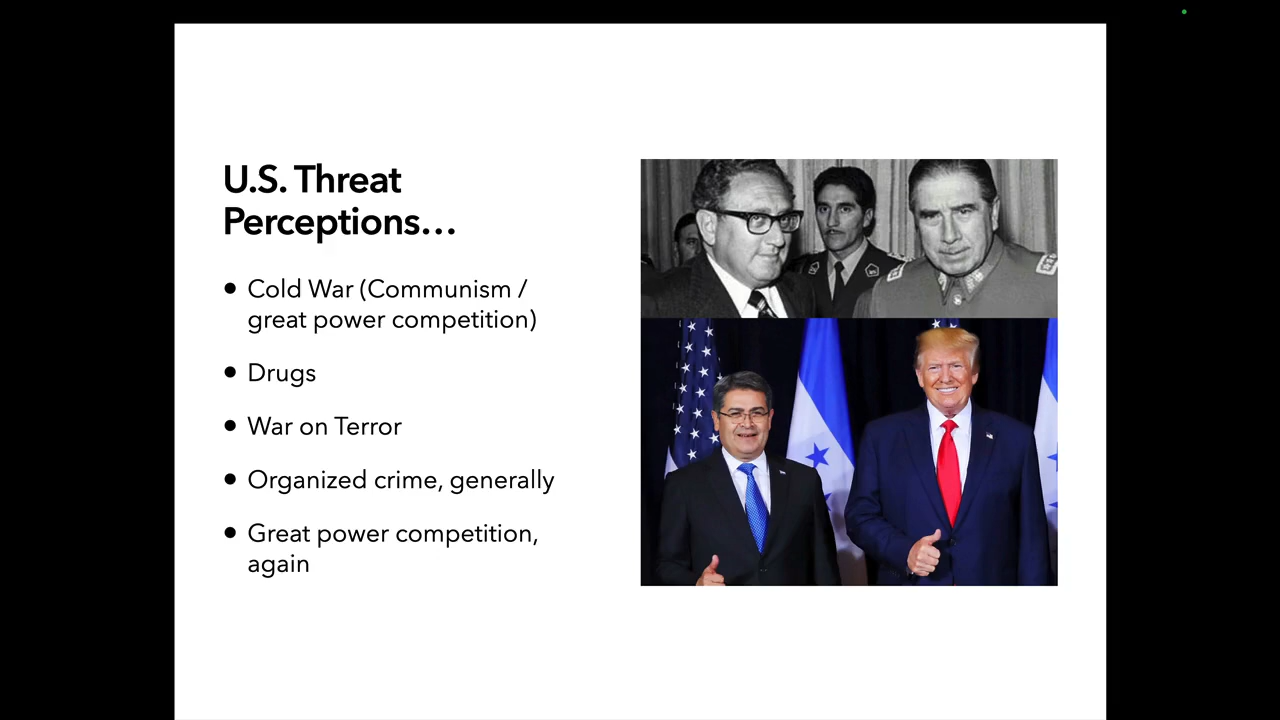 U.S. Threat
Perceptions…
• Cold War (Communism /
great power competition)
• Drugs
• War on Terror
• Organized crime, generally
• Great power competition,
again